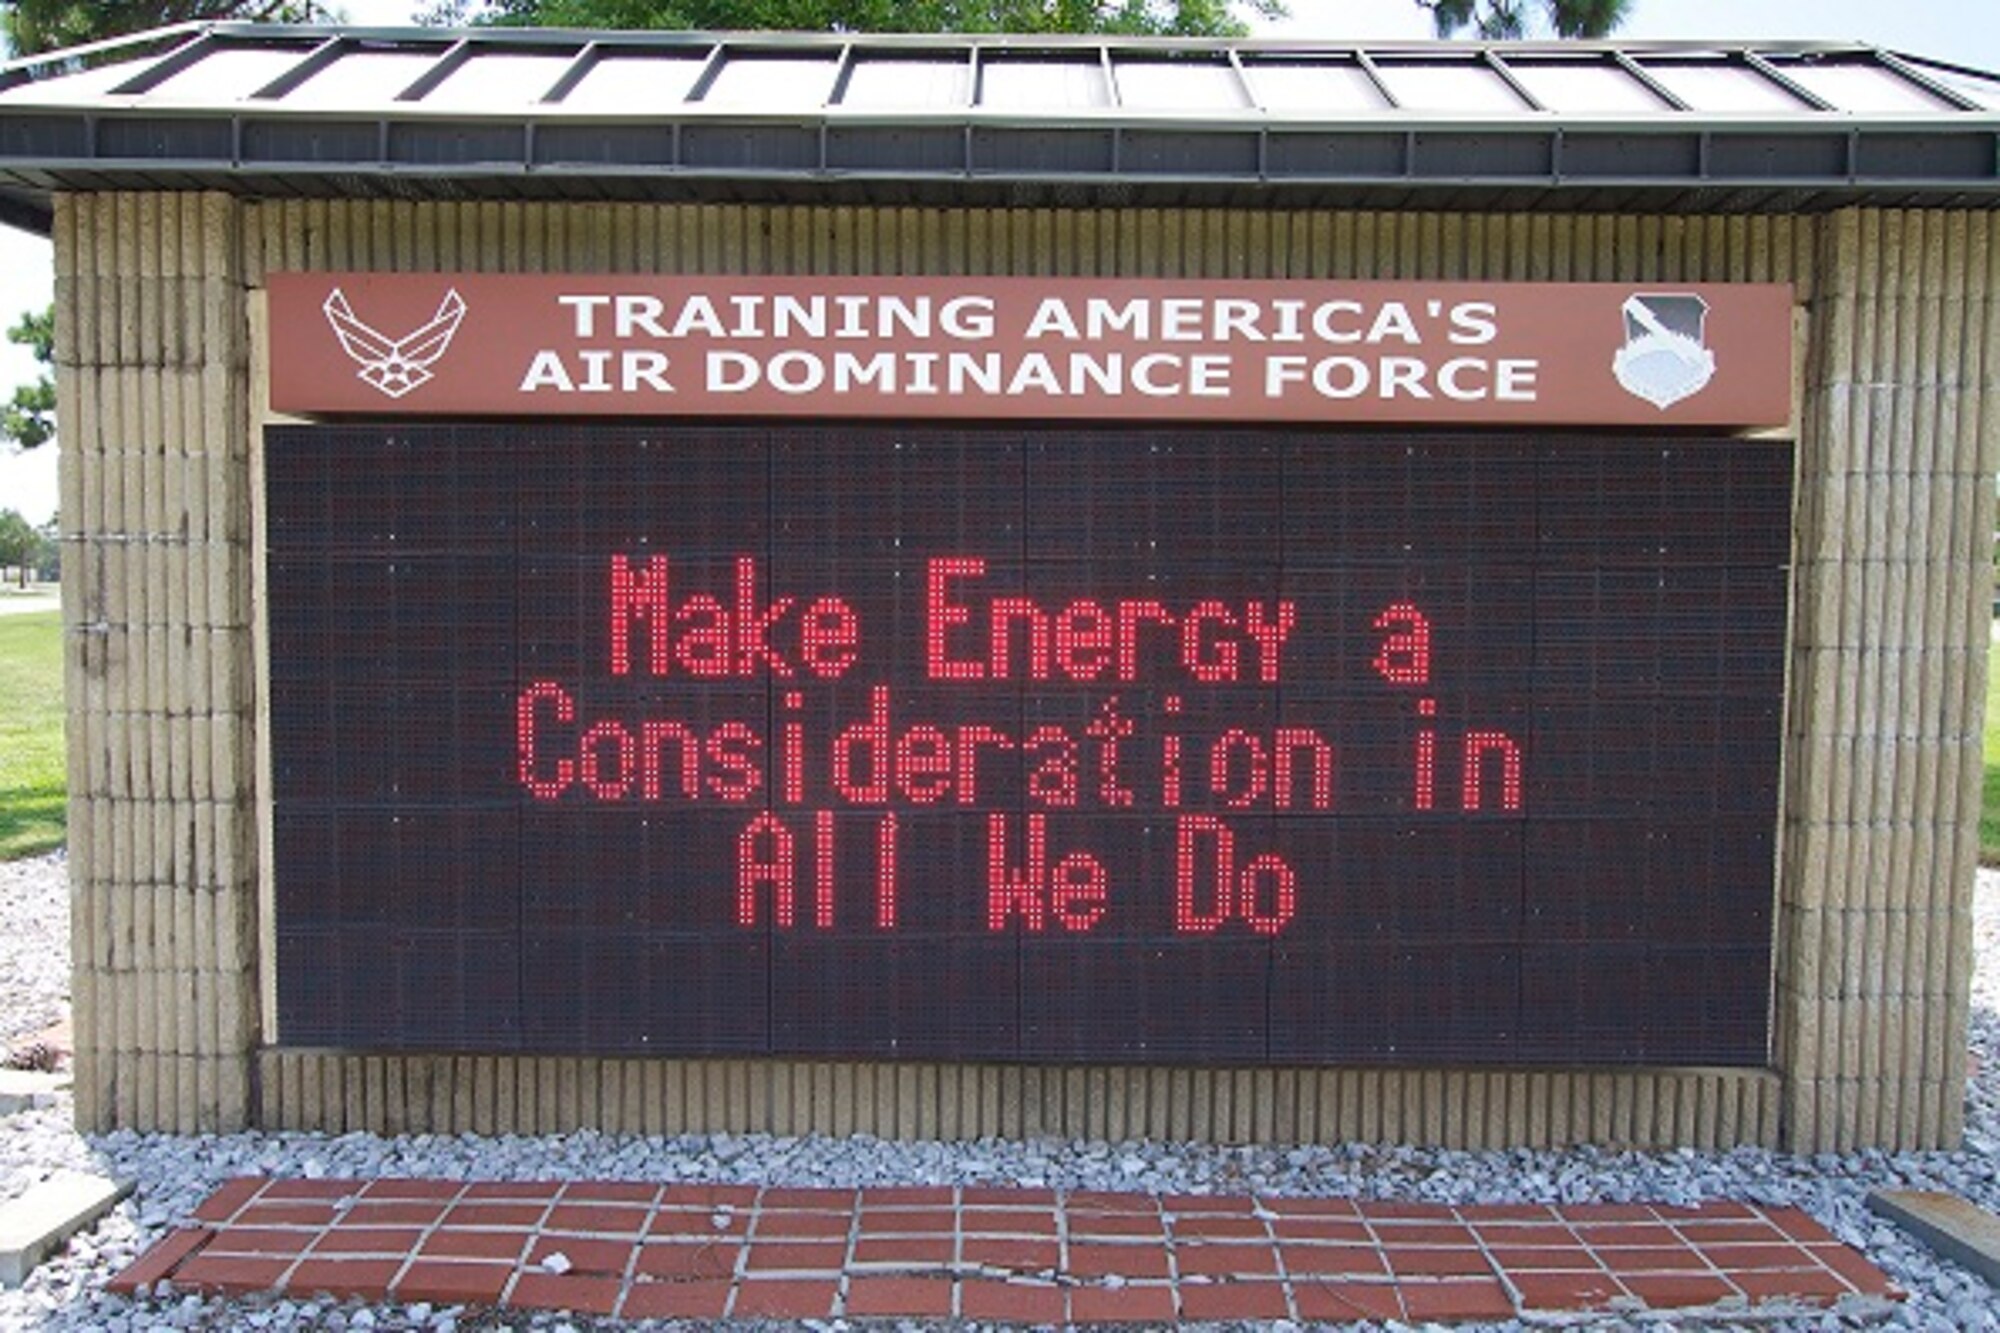 TRAINING AMERICA'S
AIR DOMINANCE FORCE
Make Energy a
Consideration in
All We Do